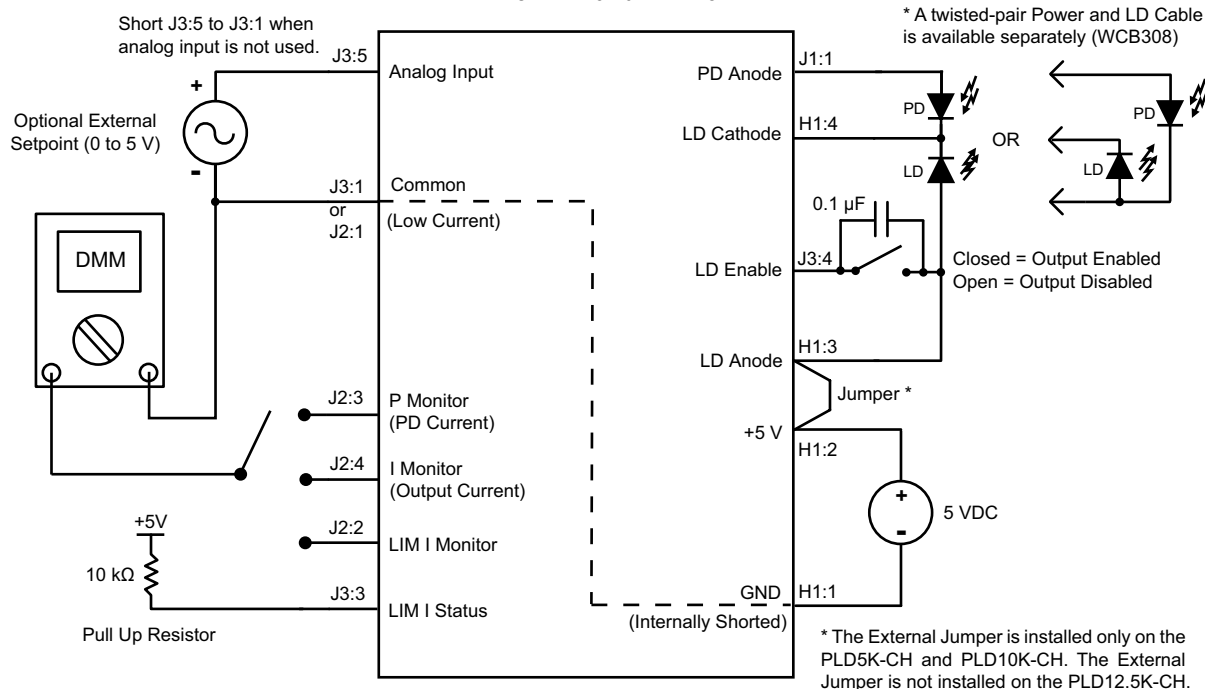 Short J3:5 to J3:1 when
analog input is not used.
* A twisted-pair Power and LD Cable
is available separately (WCB308)
J3:5
Analog Input
PD Anode
J1:1
+
PD
PD
Optional External
Setpoint (0 to 5 V)
LD Cathode
H1:4
OR
-
LD
LD
J3:1
or
J2:1
Common
(Low Current)
0.1 µF
DMM
LD Enable
J3:4
Closed = Output Enabled
Open = Output Disabled
LD Anode
H1:3
Jumper *
J2:3
P Monitor
(PD Current)
+5 V
H1:2
J2:4
I Monitor
(Output Current)
+
-
5 VDC
+5V
J2:2
LIM I Monitor
10 kΩ
J3:3
LIM I Status
GND
H1:1
(Internally Shorted)
Pull Up Resistor
* The External Jumper is installed only on the
PLD5K-CH and PLD10K-CH. The External
Jumper is not installed on the PLD12.5K-CH.